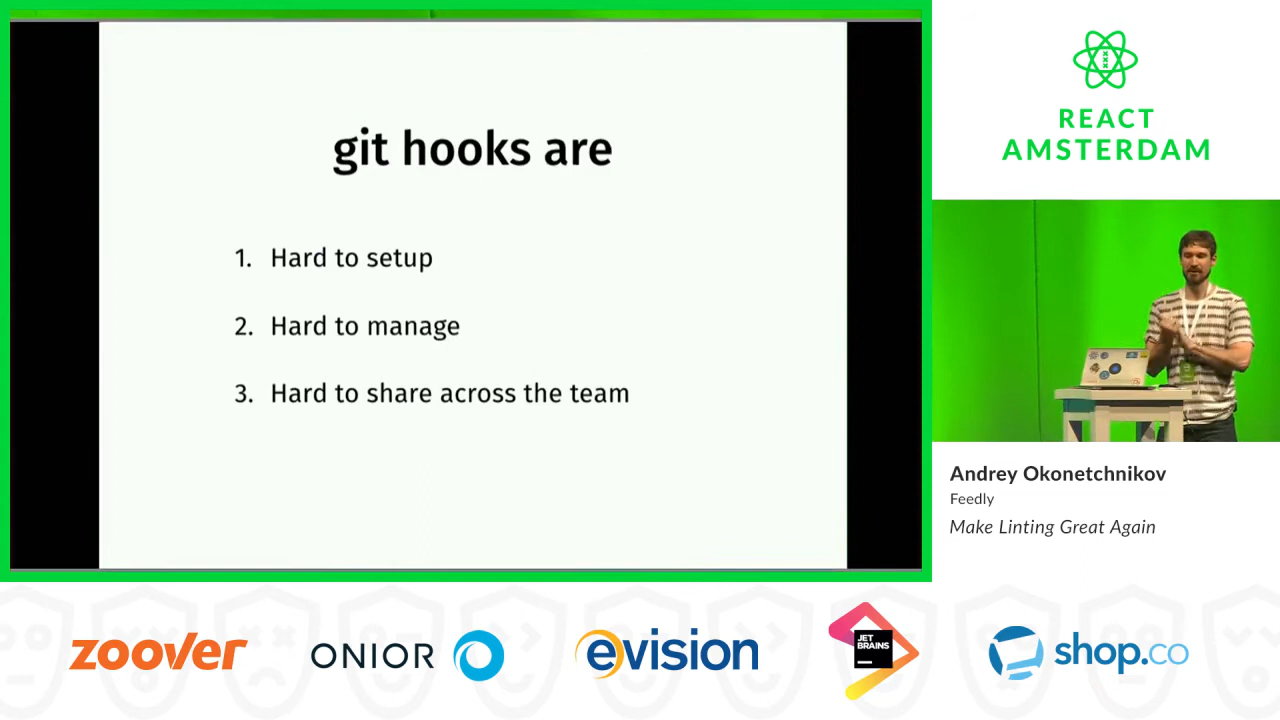 git hooks are
1. Hard to setup
2. Hard to manage
3. Hard to share across the team
REACT
AMSTERDAM
Andrey Okonetchnikov
Feedly
Make Linting Great Again
zoover
ONIOR
evision
JET
BRAINS
shop.co